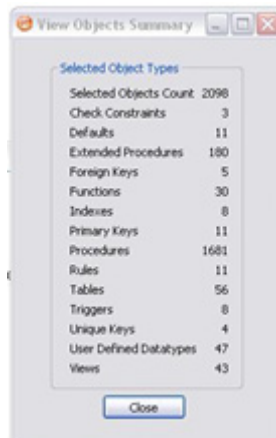 View Objects Summary
Selected Object Types
Selected Objects Count 2098
Check Constraints 3
Defaults 11
Extended Procedures 180
Foreign Keys 5
Functions 30
Indexes 8
Primary Keys 11
Procedures 1681
Rules 11
Tables 56
Triggers 8
Unique Keys 4
User Defined Datatypes 47
Views 43
Close